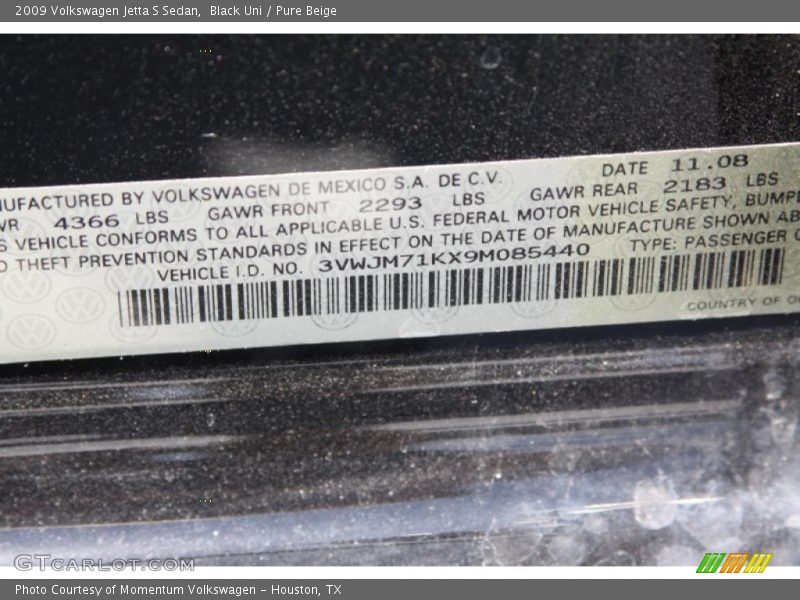 2009 Volkswagen Jetta S Sedan, Black Uni / Pure Beige
NUFACTURED BY VOLKSWAGEN DE MEXICO S.A. DE C.V. DATE 11.08
WR 4366 LBS GAWR FRONT 2293 LBS GAWR REAR 2183 LBS
S VEHICLE CONFORMS TO ALL APPLICABLE U.S. FEDERAL MOTOR VEHICLE SAFETY, BUMPE
D THEFT PREVENTION STANDARDS IN EFFECT ON THE DATE OF MANUFACTURE SHOWN AB
VEHICLE I.D. NO. 3VWJM71KX9M085440 TYPE: PASSENGER C
COUNTRY OF O
GTcarlot.com
Photo Courtesy of Momentum Volkswagen - Houston, TX